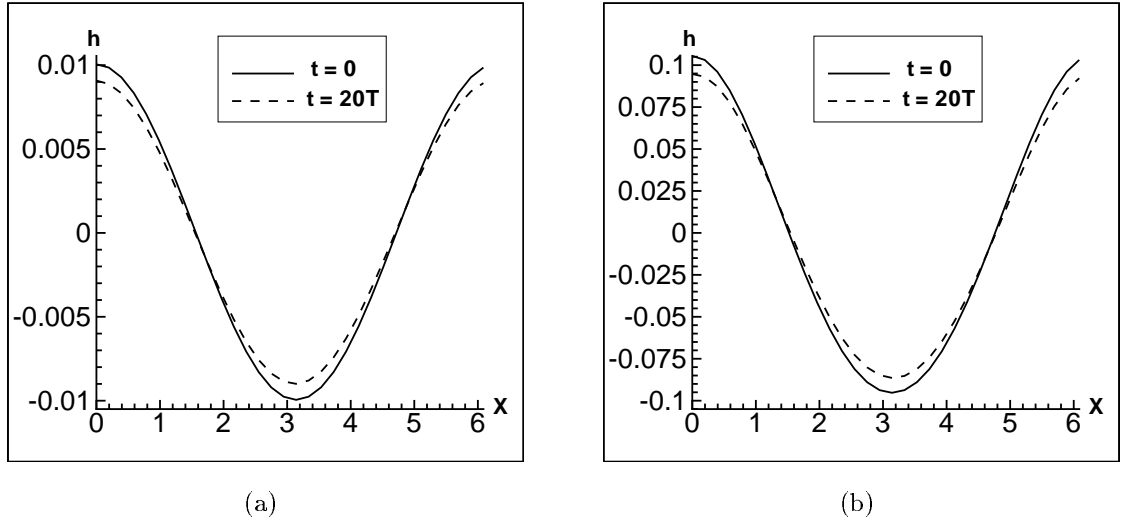 h
t = 0
t = 20T
0.01
0.005
0
-0.005
-0.01
0 1 2 3 4 5 6 X
(a)
h
t = 0
t = 20T
0.1
0.075
0.05
0.025
0
-0.025
-0.05
-0.075
-0.1
0 1 2 3 4 5 6 X
(b)